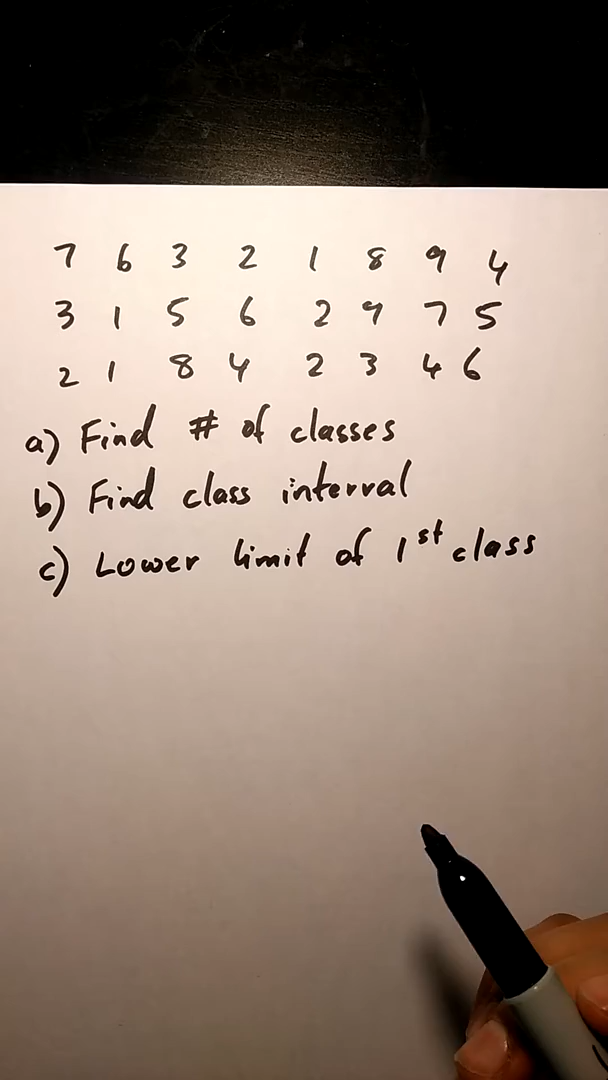 7 6 3 2 1 8 9 4
3 1 5 6 2 9 7 5
2 1 8 4 2 3 4 6
a) Find # of classes
b) Find class interval
c) Lower limit of 1st class